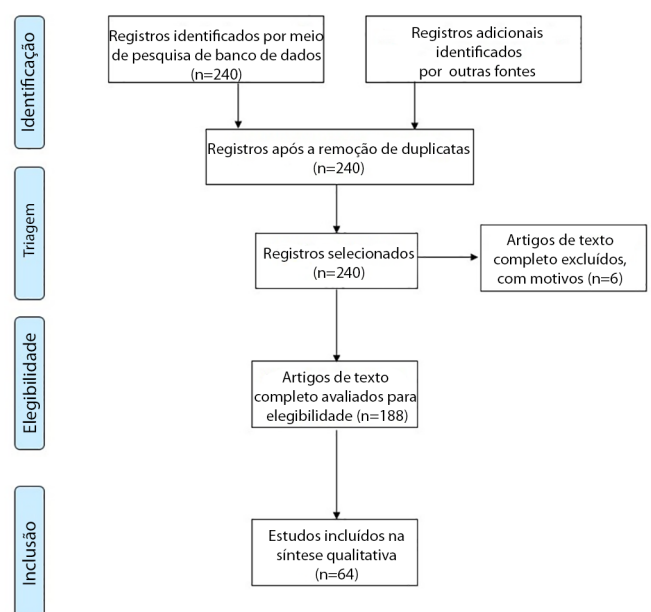 Identificação
Registros identificados por meio
de pesquisa de banco de dados
(n=240)
Registros adicionais
identificados
por outras fontes
Registros após a remoção de duplicatas
(n=240)
Triagem
Registros selecionados
(n=240)
Artigos de texto
completo excluídos,
com motivos (n=6)
Elegibilidade
Artigos de texto
completo avaliados para
elegibilidade (n=188)
Inclusão
Estudos incluídos na
síntese qualitativa
(n=64)